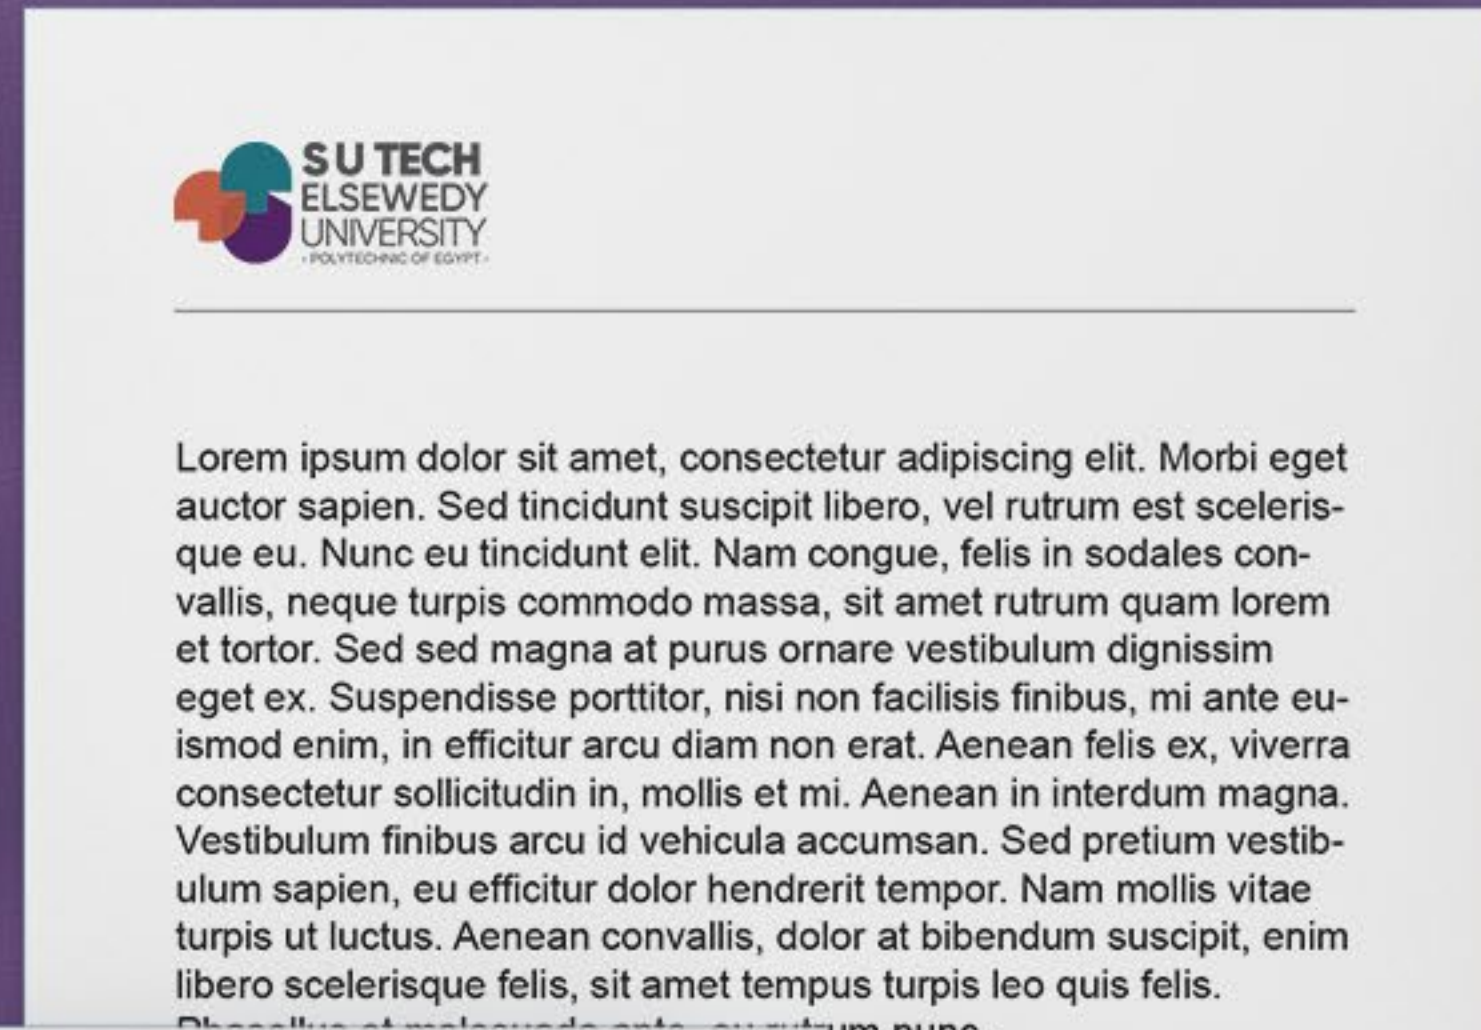 S U TECH
ELSEWEDY
UNIVERSITY
- POLYTECHNIC OF EGYPT -
Lorem ipsum dolor sit amet, consectetur adipiscing elit. Morbi eget
auctor sapien. Sed tincidunt suscipit libero, vel rutrum est sceleris-
que eu. Nunc eu tincidunt elit. Nam congue, felis in sodales con-
vallis, neque turpis commodo massa, sit amet rutrum quam lorem
et tortor. Sed sed magna at purus ornare vestibulum dignissim
eget ex. Suspendisse porttitor, nisi non facilisis finibus, mi ante eu-
ismod enim, in efficitur arcu diam non erat. Aenean felis ex, viverra
consectetur sollicitudin in, mollis et mi. Aenean in interdum magna.
Vestibulum finibus arcu id vehicula accumsan. Sed pretium vestib-
ulum sapien, eu efficitur dolor hendrerit tempor. Nam mollis vitae
turpis ut luctus. Aenean convallis, dolor at bibendum suscipit, enim
libero scelerisque felis, sit amet tempus turpis leo quis felis.